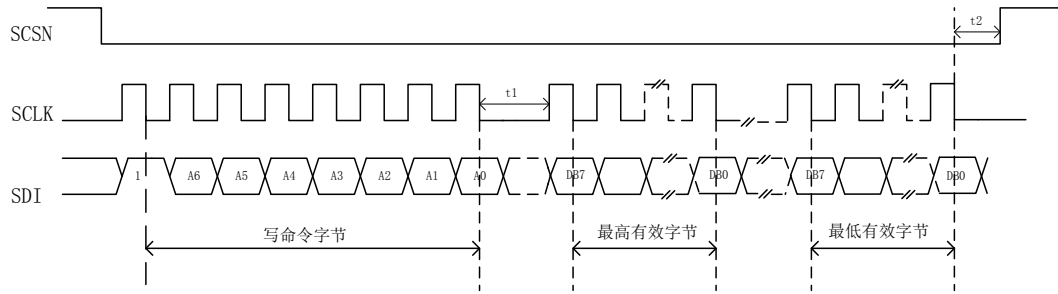 SCSN
t2
SCLK
t1
SDI
1 A6 A5 A4 A3 A2 A1 A0 DB7 DB0 DB7 DB0
写命令字节 最高有效字节 最低有效字节